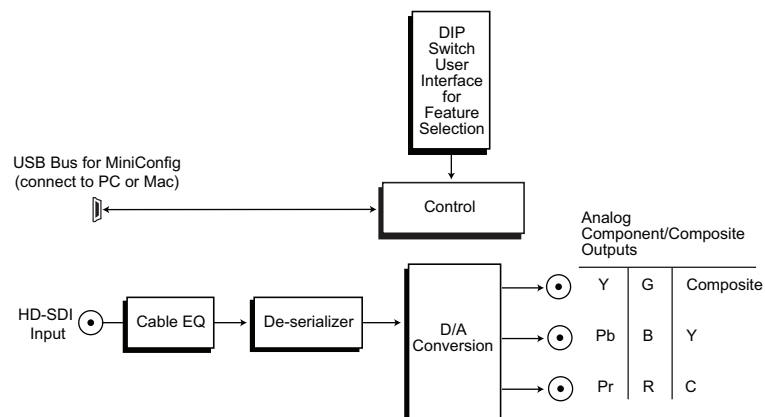 DIP
Switch
User
Interface
for
Feature
Selection
USB Bus for MiniConfig
(connect to PC or Mac)
Control
Analog
Component/Composite
Outputs
HD-SDI
Input
Cable EQ
De-serializer
D/A
Conversion
Y G Composite
Pb B Y
Pr R C